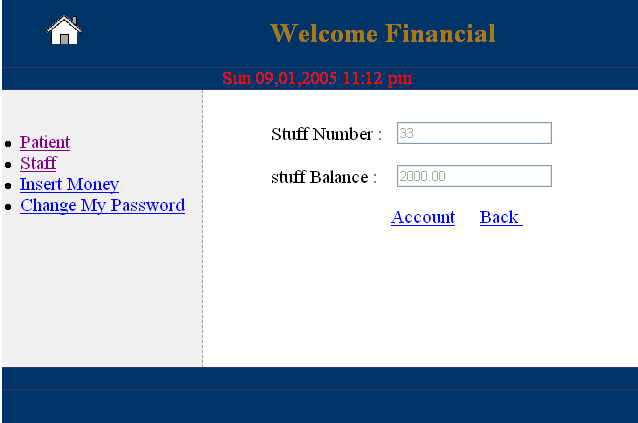 Welcome Financial
Sun 09,01,2005 11:12 pm
Patient
Staff
Insert Money
Change My Password
Stuff Number : 33
stuff Balance : 2000.00
Account Back